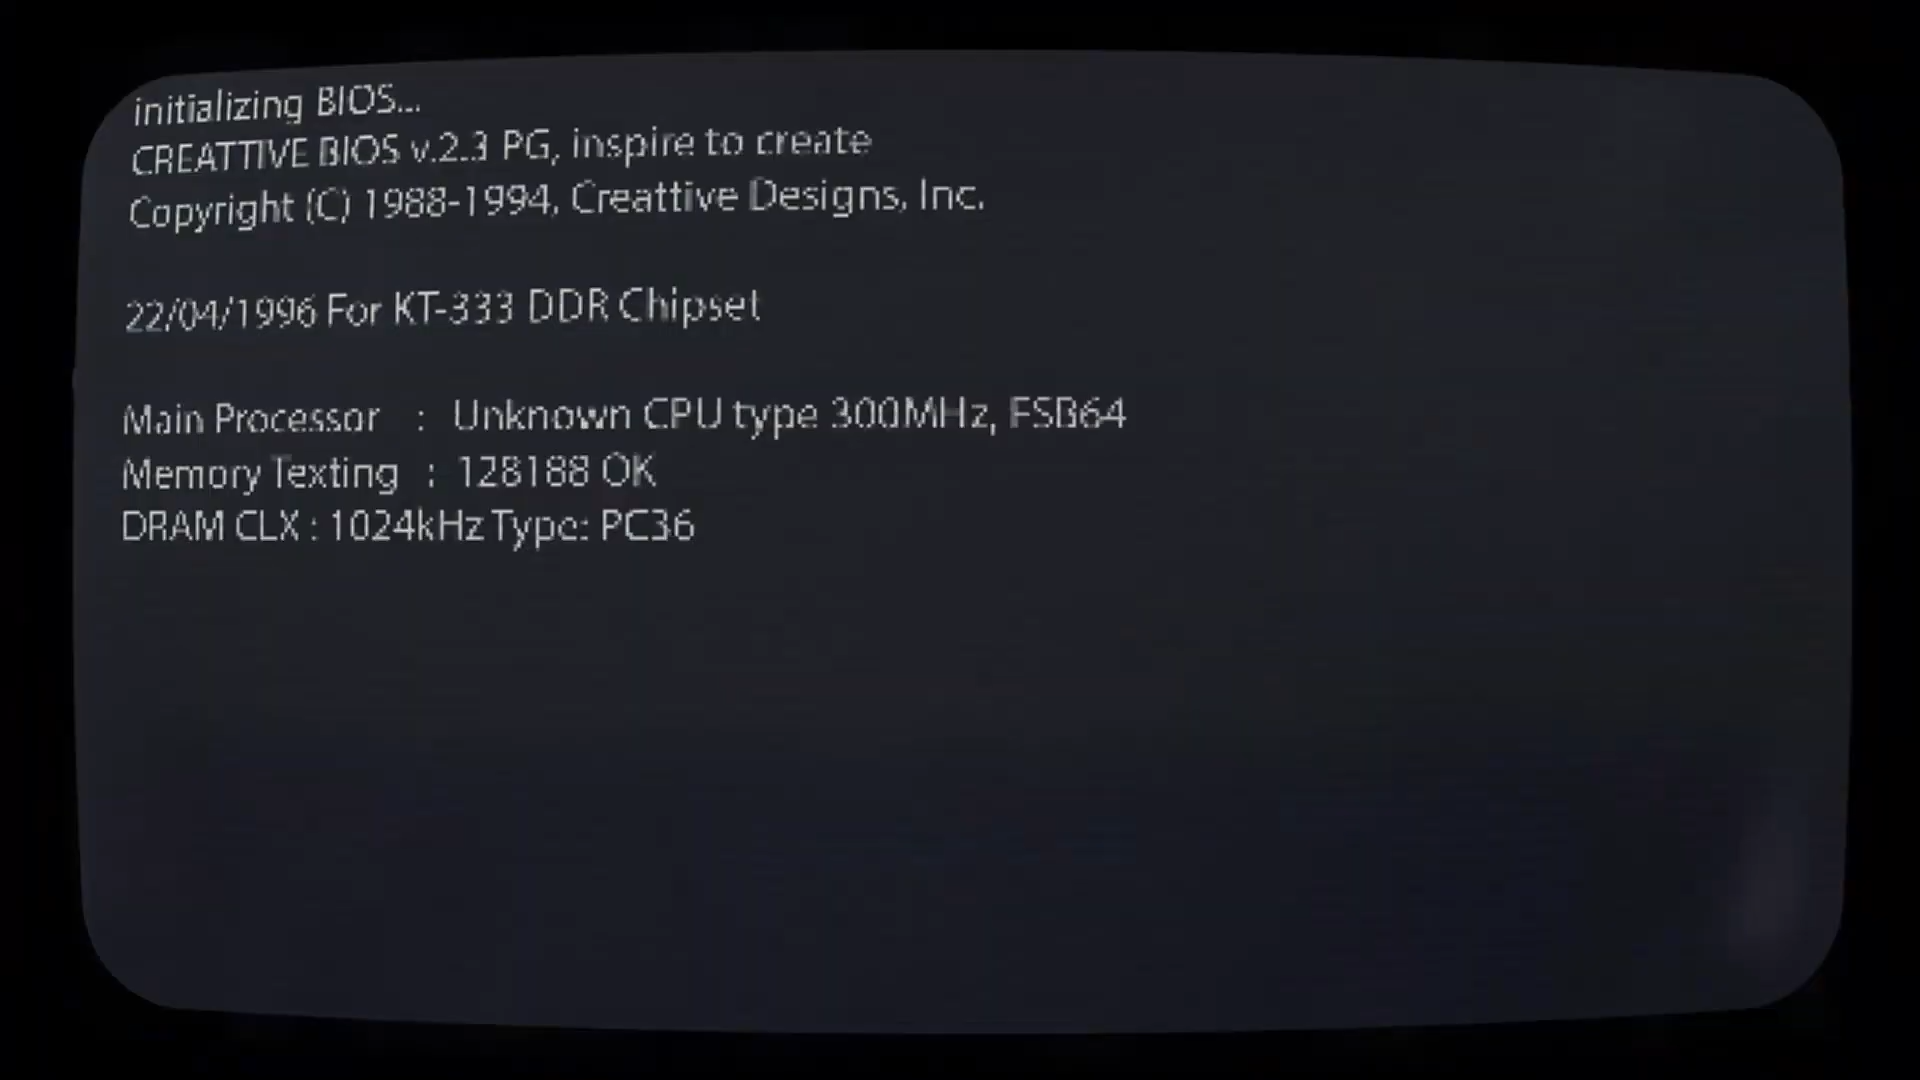 initializing BIOS...
CREATTIVE BIOS v.2.3 PG, inspire to create
Copyright (C) 1988-1994, Creattive Designs, Inc.
22/04/1996 For KT-333 DDR Chipset
Main Processor : Unknown CPU type 300MHz, FSB64
Memory Texting : 128188 OK
DRAM CLX : 1024kHz Type: PC36